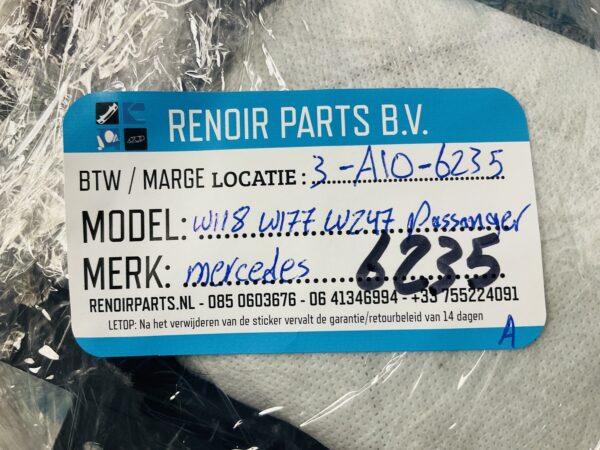 RENOIR PARTS B.V.
BTW / MARGE LOCATIE : 3-A10-6235
MODEL: W118 W177 W247 Passanger
MERK: mercedes 6235
RENOIRPARTS.NL - 085 0603676 - 06 41346994 - +33 755224091
LETOP: Na het verwijderen van de sticker vervalt de garantie/retourbeleid van 14 dagen
A